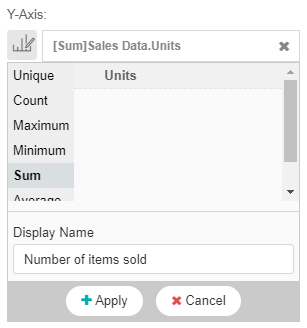 Y-Axis:
[Sum]Sales Data.Units
Unique Units
Count
Maximum
Minimum
Sum
Average
Display Name
Number of items sold
Apply Cancel